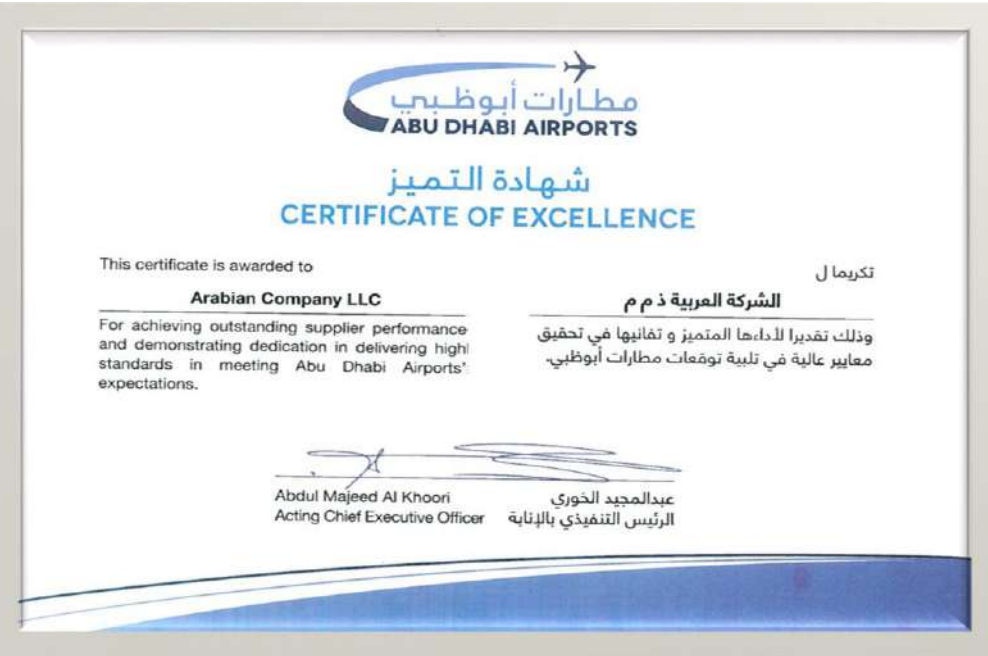 مطارات أبوظبي
ABU DHABI AIRPORTS
شهادة التميز
CERTIFICATE OF EXCELLENCE
This certificate is awarded to
Arabian Company LLC
For achieving outstanding supplier performance
and demonstrating dedication in delivering high
standards in meeting Abu Dhabi Airports'
expectations.
تكريما ل
الشركة العربية ذ م م
وذلك تقديرا لأداءها المتميز و تفانيها في تحقيق
معايير عالية في تلبية توقعات مطارات أبوظبي.
Abdul Majeed Al Khoori
Acting Chief Executive Officer
عبدالمجيد الخوري
الرئيس التنفيذي بالإنابة